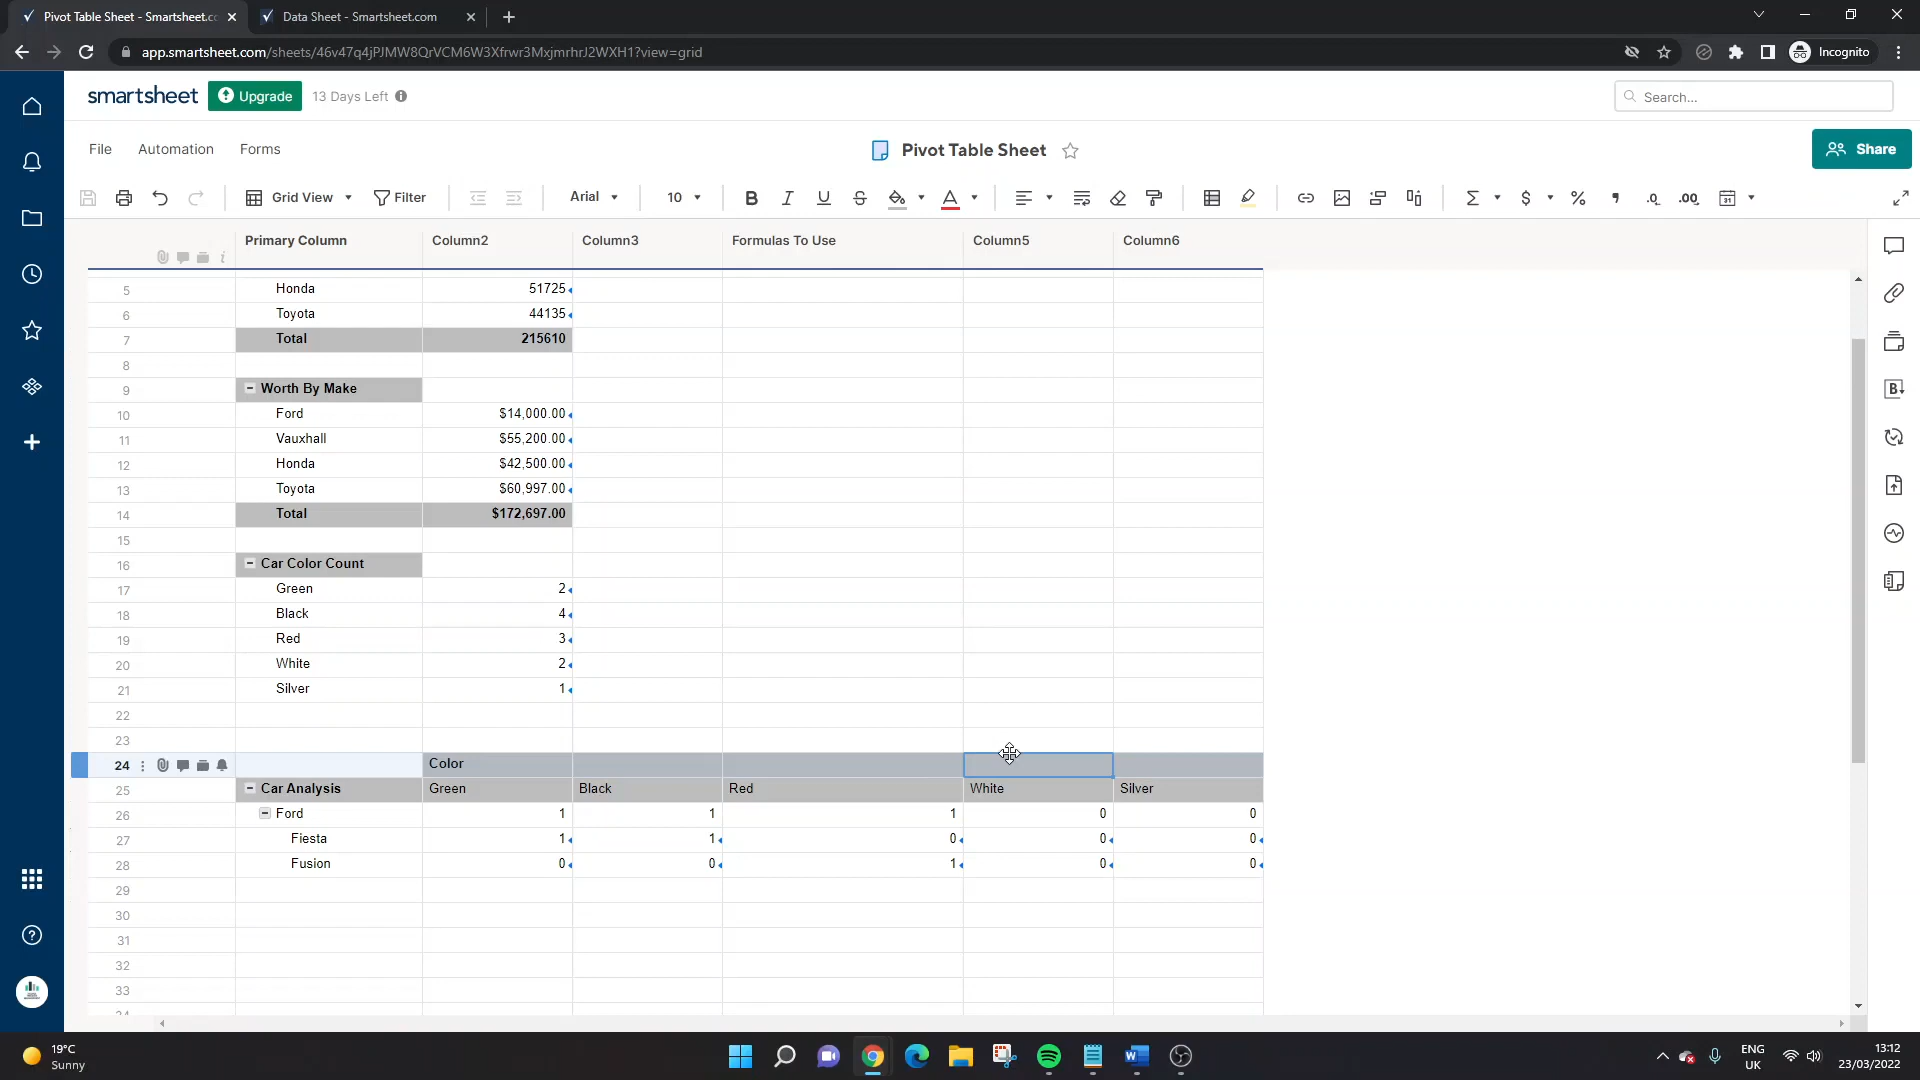 Pivot Table Sheet - Smartsheet.co
Data Sheet - Smartsheet.com
app.smartsheet.com/sheets/46v47q4jPJMW8QrVCM6W3Xfrwr3MxjmrhrJ2WXH1?view=grid
Incognito
smartsheet
Upgrade
13 Days Left
Search...
File
Automation
Forms
Pivot Table Sheet
Share
Grid View
Filter
Arial
10
B
I
U
S
A
Σ
$
%
.0
.00
31
Primary Column
Column2
Column3
Formulas To Use
Column5
Column6
5 Honda 51725
6 Toyota 44135
7 Total 215610
8
9 Worth By Make
10 Ford $14,000.00
11 Vauxhall $55,200.00
12 Honda $42,500.00
13 Toyota $60,997.00
14 Total $172,697.00
15
16 Car Color Count
17 Green 2
18 Black 4
19 Red 3
20 White 2
21 Silver 1
22
23
24 Color
25 Car Analysis Green Black Red White Silver
26 Ford 1 1 1 0 0
27 Fiesta 1 1 0 0 0
28 Fusion 0 0 1 0 0
29
30
31
32
33
19°C
Sunny
ENG
UK
13:12
23/03/2022